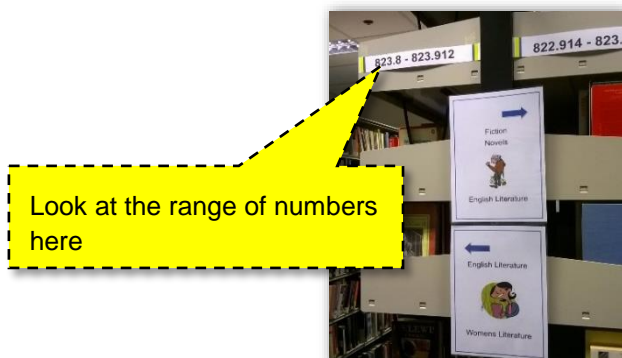 823.8 - 823.912
822.914 - 823.
Fiction
Novels
English Literature
Look at the range of numbers
here
English Literature
Womens Literature